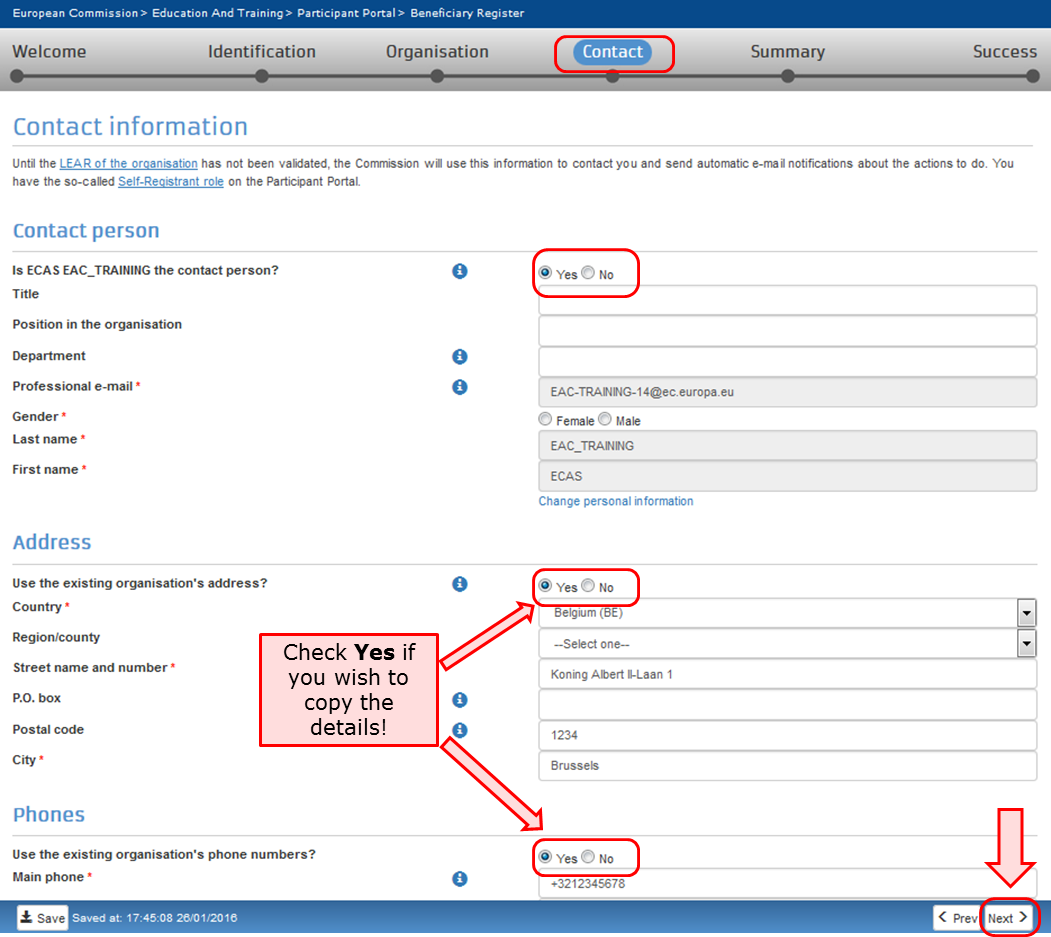 European Commission > Education And Training > Participant Portal > Beneficiary Register
Welcome Identification Organisation Contact Summary Success
Contact information
Until the LEAR of the organisation has not been validated, the Commission will use this information to contact you and send automatic e-mail notifications about the actions to do. You
have the so-called Self-Registrant role on the Participant Portal.
Contact person
Is ECAS EAC_TRAINING the contact person? i Yes No
Title
Position in the organisation
Department i
Professional e-mail * i EAC-TRAINING-14@ec.europa.eu
Gender * Female Male
Last name * EAC_TRAINING
First name * ECAS
Change personal information
Address
Use the existing organisation's address? i Yes No
Country * Belgium (BE)
Region/county --Select one--
Street name and number * Koning Albert II-Laan 1
P.O. box i
Postal code i 1234
City * Brussels
Check Yes if
you wish to
copy the
details!
Phones
Use the existing organisation's phone numbers? Yes No
Main phone * i +3212345678
Save Saved at: 17:45:08 26/01/2016 < Prev Next >